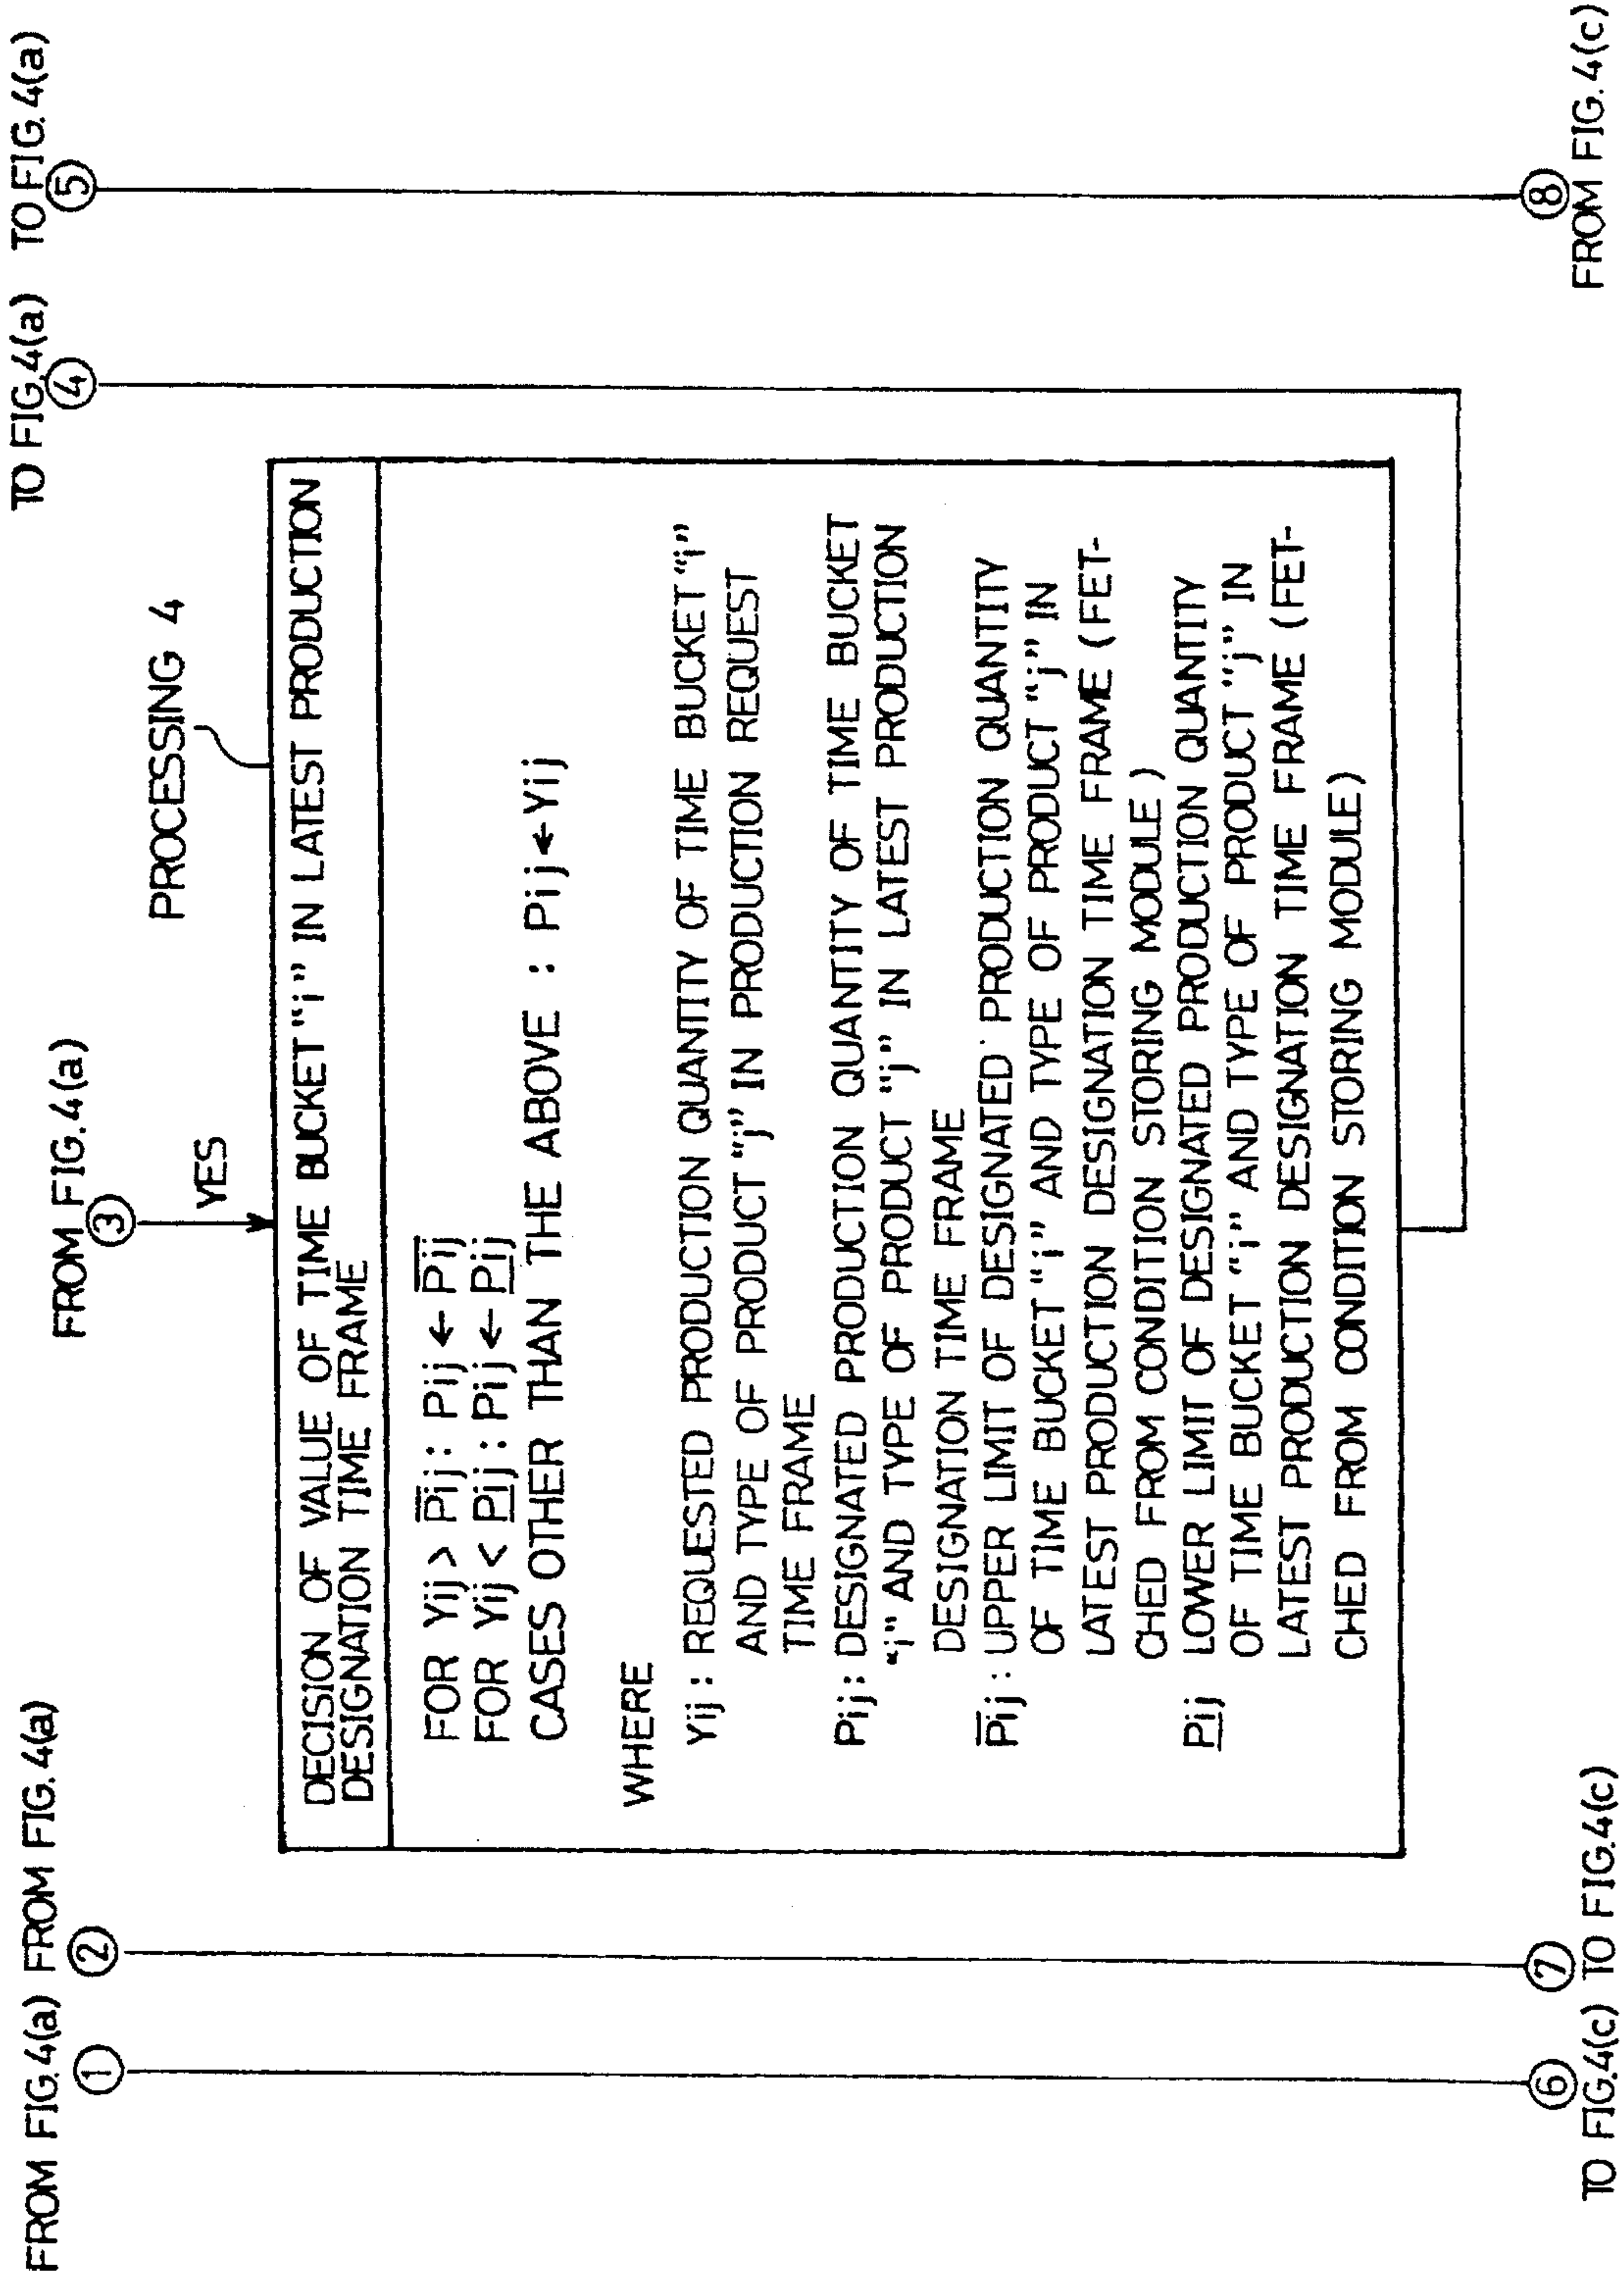 FROM FIG.4(a) FROM FIG.4(a) FROM FIG.4(a) TO FIG.4(a) TO FIG.4(a)
① ② ③ ④ ⑤
YES
PROCESSING 4
DECISION OF VALUE OF TIME BUCKET "i" IN LATEST PRODUCTION
DESIGNATION TIME FRAME
FOR Yij > P̅i̅j̅ : Pij ← P̅i̅j̅
FOR Yij < P̲i̲j̲ : Pij ← P̲i̲j̲
CASES OTHER THAN THE ABOVE : Pij ← Yij
WHERE
Yij : REQUESTED PRODUCTION QUANTITY OF TIME BUCKET "i"
AND TYPE OF PRODUCT "j" IN PRODUCTION REQUEST
TIME FRAME
Pij : DESIGNATED PRODUCTION QUANTITY OF TIME BUCKET
"i" AND TYPE OF PRODUCT "j" IN LATEST PRODUCTION
DESIGNATION TIME FRAME
P̅ij : UPPER LIMIT OF DESIGNATED PRODUCTION QUANTITY
OF TIME BUCKET "i" AND TYPE OF PRODUCT "j" IN
LATEST PRODUCTION DESIGNATION TIME FRAME (FET-
CHED FROM CONDITION STORING MODULE)
P̲i̲j̲ LOWER LIMIT OF DESIGNATED PRODUCTION QUANTITY
OF TIME BUCKET "i" AND TYPE OF PRODUCT "j" IN
LATEST PRODUCTION DESIGNATION TIME FRAME (FET-
CHED FROM CONDITION STORING MODULE)
⑥ ⑦ ⑧
TO FIG.4(c) TO FIG.4(c) FROM FIG.4(c)